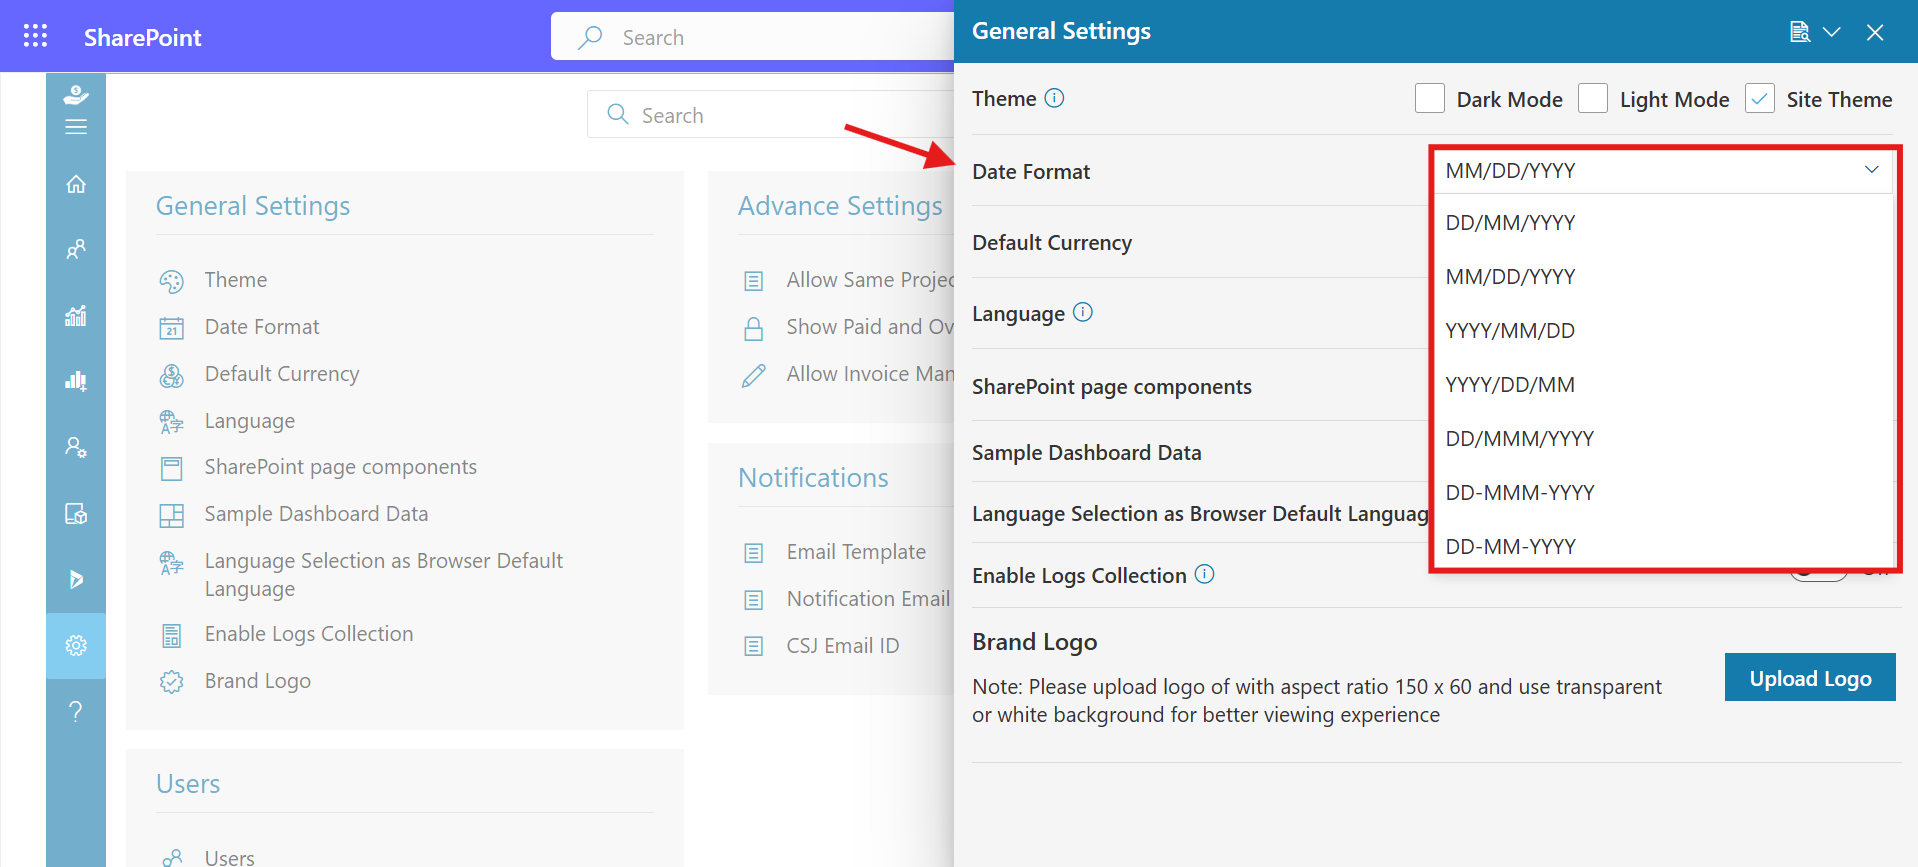 SharePoint
Search
Search
General Settings
Theme
Date Format
21
Default Currency
Language
SharePoint page components
Sample Dashboard Data
Language Selection as Browser Default
Language
Enable Logs Collection
Brand Logo
Users
Users
Advance Settings
Allow Same Projec
Show Paid and Ov
Allow Invoice Man
Notifications
Email Template
Notification Email
CSJ Email ID
General Settings
Theme
Dark Mode
Light Mode
Site Theme
Date Format
MM/DD/YYYY
DD/MM/YYYY
MM/DD/YYYY
YYYY/MM/DD
YYYY/DD/MM
DD/MMM/YYYY
DD-MMM-YYYY
DD-MM-YYYY
Default Currency
Language
SharePoint page components
Sample Dashboard Data
Language Selection as Browser Default Languag
Enable Logs Collection
Brand Logo
Note: Please upload logo of with aspect ratio 150 x 60 and use transparent
or white background for better viewing experience
Upload Logo